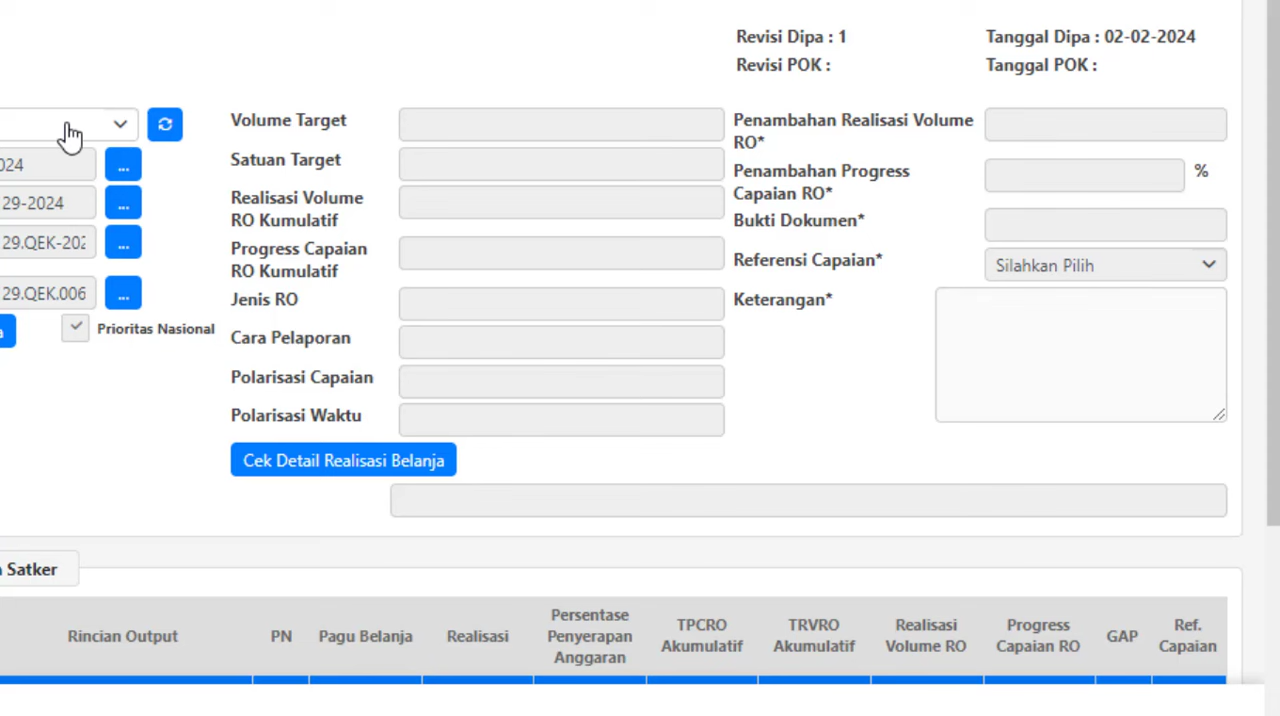 Revisi Dipa : 1
Tanggal Dipa : 02-02-2024
Revisi POK :
Tanggal POK :
024
...
29-2024
...
29.QEK-202
...
29.QEK.006
...
Prioritas Nasional
Volume Target
Satuan Target
Realisasi Volume
RO Kumulatif
Progress Capaian
RO Kumulatif
Jenis RO
Cara Pelaporan
Polarisasi Capaian
Polarisasi Waktu
Cek Detail Realisasi Belanja
Penambahan Realisasi Volume
RO*
Penambahan Progress
Capaian RO*
%
Bukti Dokumen*
Referensi Capaian*
Silahkan Pilih
Keterangan*
Satker
Rincian Output
PN
Pagu Belanja
Realisasi
Persentase
Penyerapan
Anggaran
TPCRO
Akumulatif
TRVRO
Akumulatif
Realisasi
Volume RO
Progress
Capaian RO
GAP
Ref.
Capaian